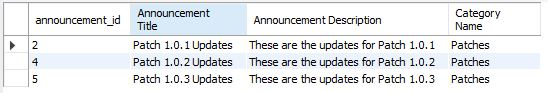 announcement_id Announcement Title Announcement Description Category Name
2 Patch 1.0.1 Updates These are the updates for Patch 1.0.1 Patches
4 Patch 1.0.2 Updates These are the updates for Patch 1.0.2 Patches
5 Patch 1.0.3 Updates These are the updates for Patch 1.0.3 Patches